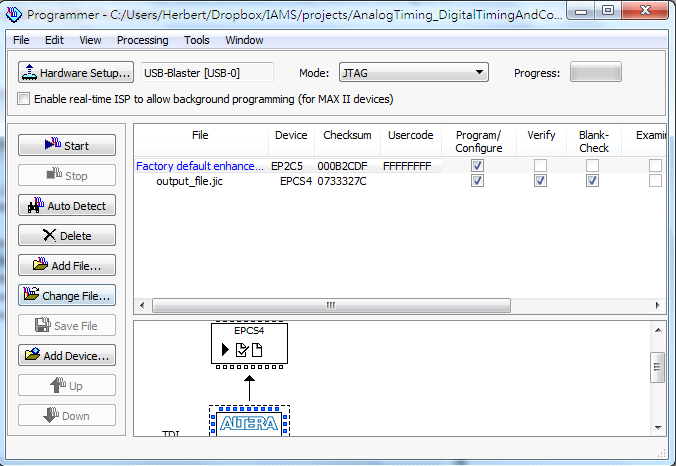 Programmer - C:/Users/Herbert/Dropbox/IAMS/projects/AnalogTiming_DigitalTimingAndCo...
File Edit View Processing Tools Window
Hardware Setup... USB-Blaster [USB-0] Mode: JTAG Progress:
Enable real-time ISP to allow background programming (for MAX II devices)
Start
Stop
Auto Detect
Delete
Add File...
Change File...
Save File
Add Device...
Up
Down
File Device Checksum Usercode Program/ Configure Verify Blank- Check Examin
Factory default enhance... EP2C5 000B2CDF FFFFFFFF
output_file.jic EPCS4 0733327C
EPCS4
ALTERA
TDI